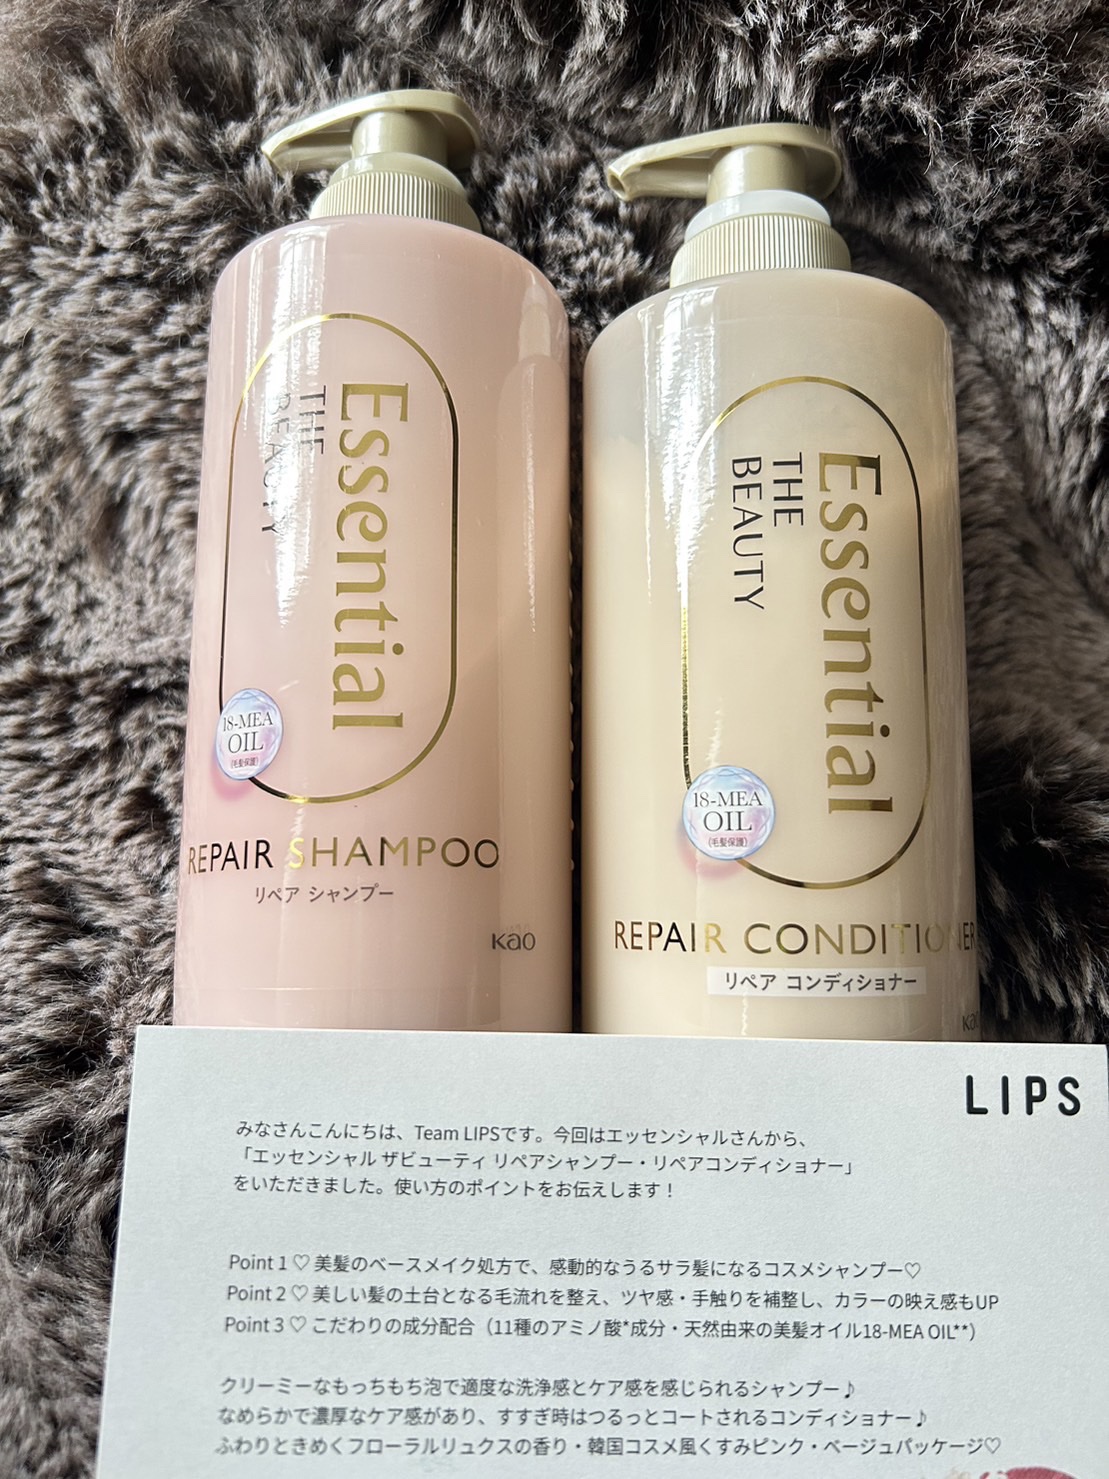 Essential
THE
BEAUTY
18-MEA
OIL
(毛髪保護)
REPAIR SHAMPOO
リペア シャンプー
Kao
Essential
THE
BEAUTY
18-MEA
OIL
(毛髪保護)
REPAIR CONDITIONER
リペア コンディショナー
Kao
LIPS
みなさんこんにちは、Team LIPSです。今回はエッセンシャルさんから、
「エッセンシャル ザビューティ リペアシャンプー・リペアコンディショナー」
をいただきました。使い方のポイントをお伝えします！
Point 1 ♡ 美髪のベースメイク処方で、感動的なうるサラ髪になるコスメシャンプー♡
Point 2 ♡ 美しい髪の土台となる毛流れを整え、ツヤ感・手触りを補整し、カラーの映え感もUP
Point 3 ♡ こだわりの成分配合（11種のアミノ酸*成分・天然由来の美髪オイル18-MEA OIL**）
クリーミーなもっちもち泡で適度な洗浄感とケア感を感じられるシャンプー♪
なめらかで濃厚なケア感があり、すすぎ時はつるっとコートされるコンディショナー♪
ふわりときめくフローラルリュクスの香り・韓国コスメ風くすみピンク・ベージュパッケージ♡